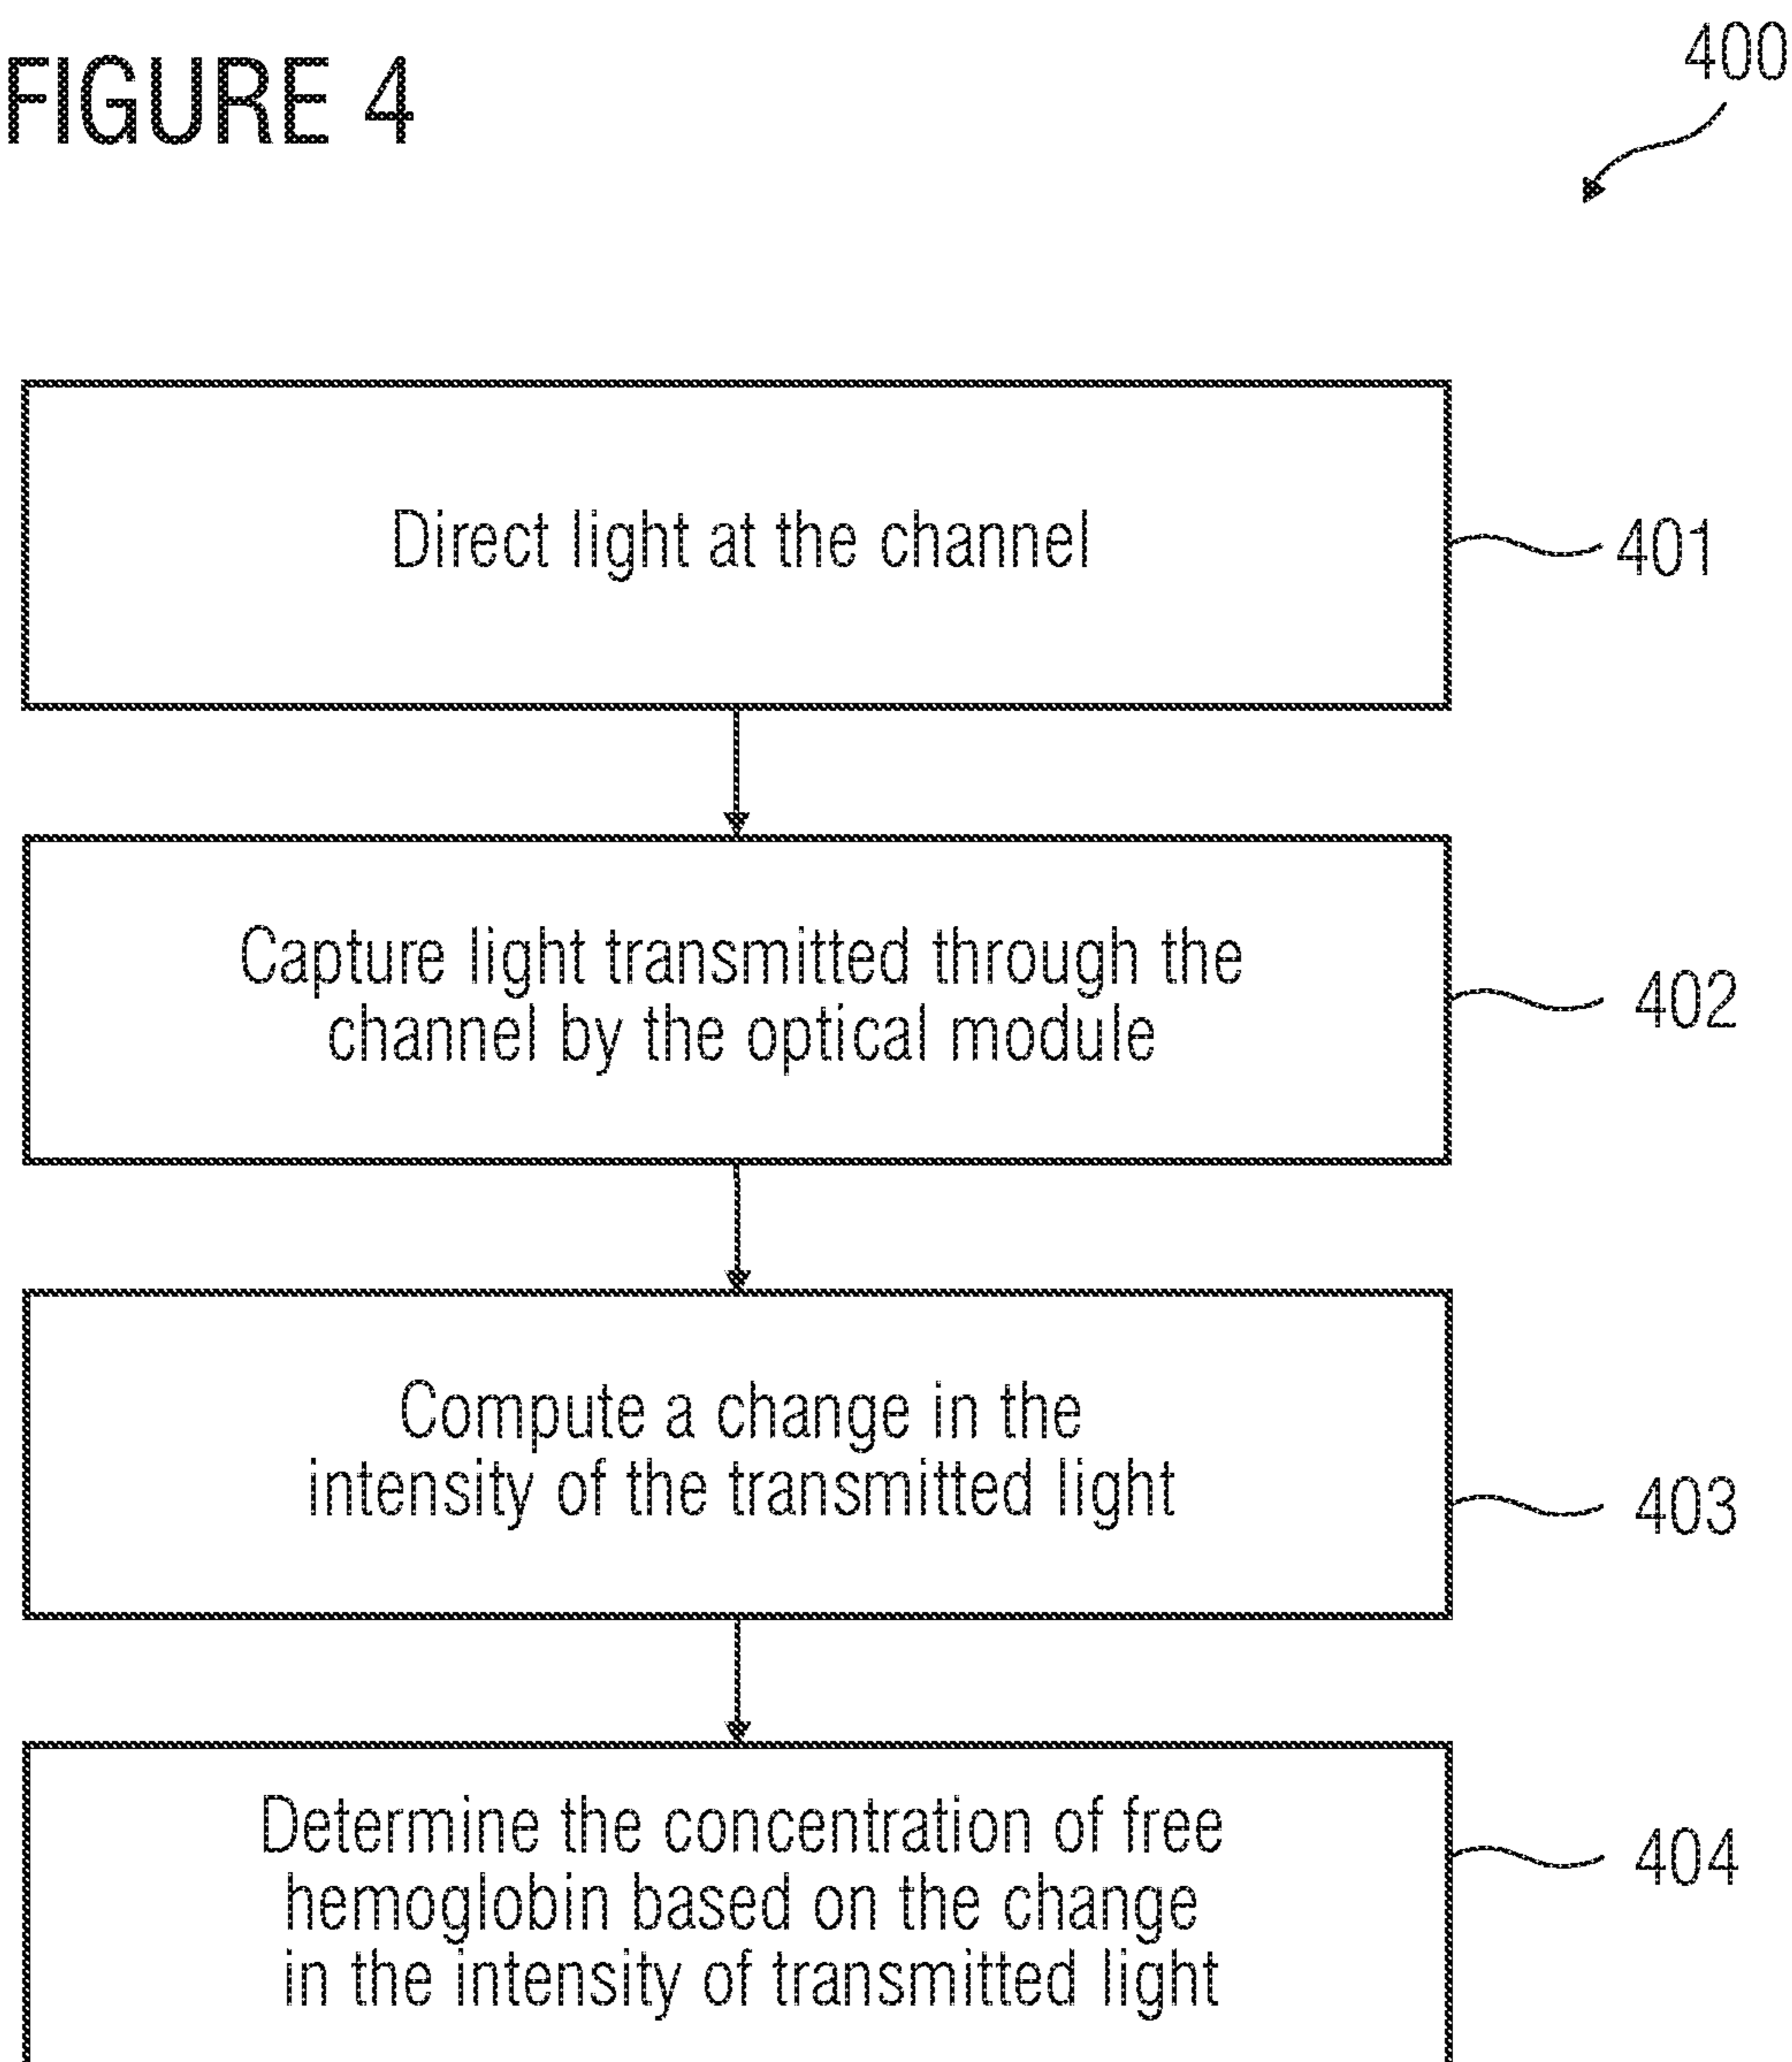 FIGURE 4
400
Direct light at the channel
401
Capture light transmitted through the
channel by the optical module
402
Compute a change in the
intensity of the transmitted light
403
Determine the concentration of free
hemoglobin based on the change
in the intensity of transmitted light
404